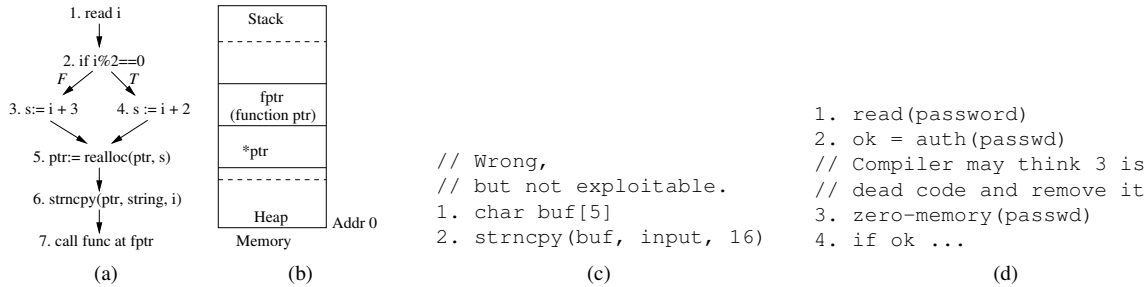 1. read i
2. if i%2==0
F
T
3. s:= i + 3
4. s := i + 2
5. ptr:= realloc(ptr, s)
6. strncpy(ptr, string, i)
7. call func at fptr
(a)
Stack
fptr
(function ptr)
*ptr
Heap
Addr 0
Memory
(b)
// Wrong,
// but not exploitable.
1. char buf[5]
2. strncpy(buf, input, 16)
(c)
1. read(password)
2. ok = auth(passwd)
// Compiler may think 3 is
// dead code and remove it
3. zero-memory(passwd)
4. if ok ...
(d)